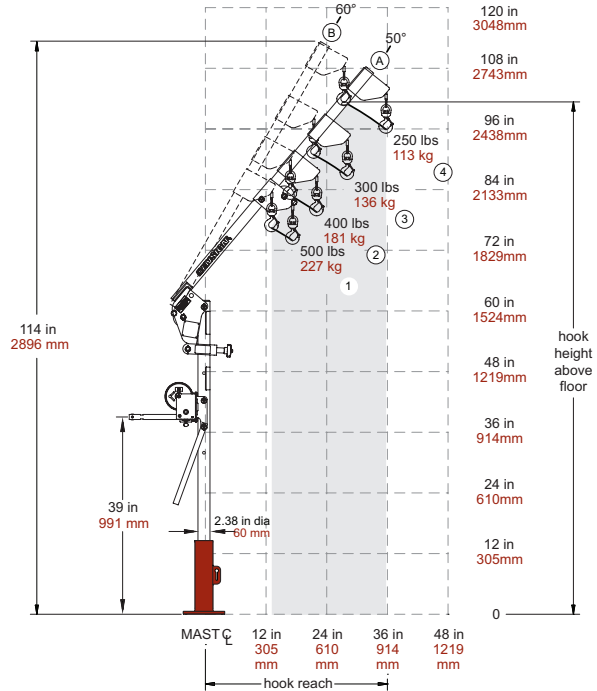 60°
B
50°
A
120 in
3048mm
108 in
2743mm
96 in
2438mm
250 lbs
113 kg
4
84 in
2133mm
300 lbs
136 kg
3
400 lbs
181 kg
72 in
1829mm
500 lbs
227 kg
2
1
60 in
1524mm
114 in
2896 mm
hook
height
above
floor
48 in
1219mm
36 in
914mm
24 in
610mm
39 in
991 mm
2.38 in dia
60 mm
12 in
305mm
0
MAST ℄
12 in
305
mm
24 in
610
mm
36 in
914
mm
48 in
1219
mm
hook reach